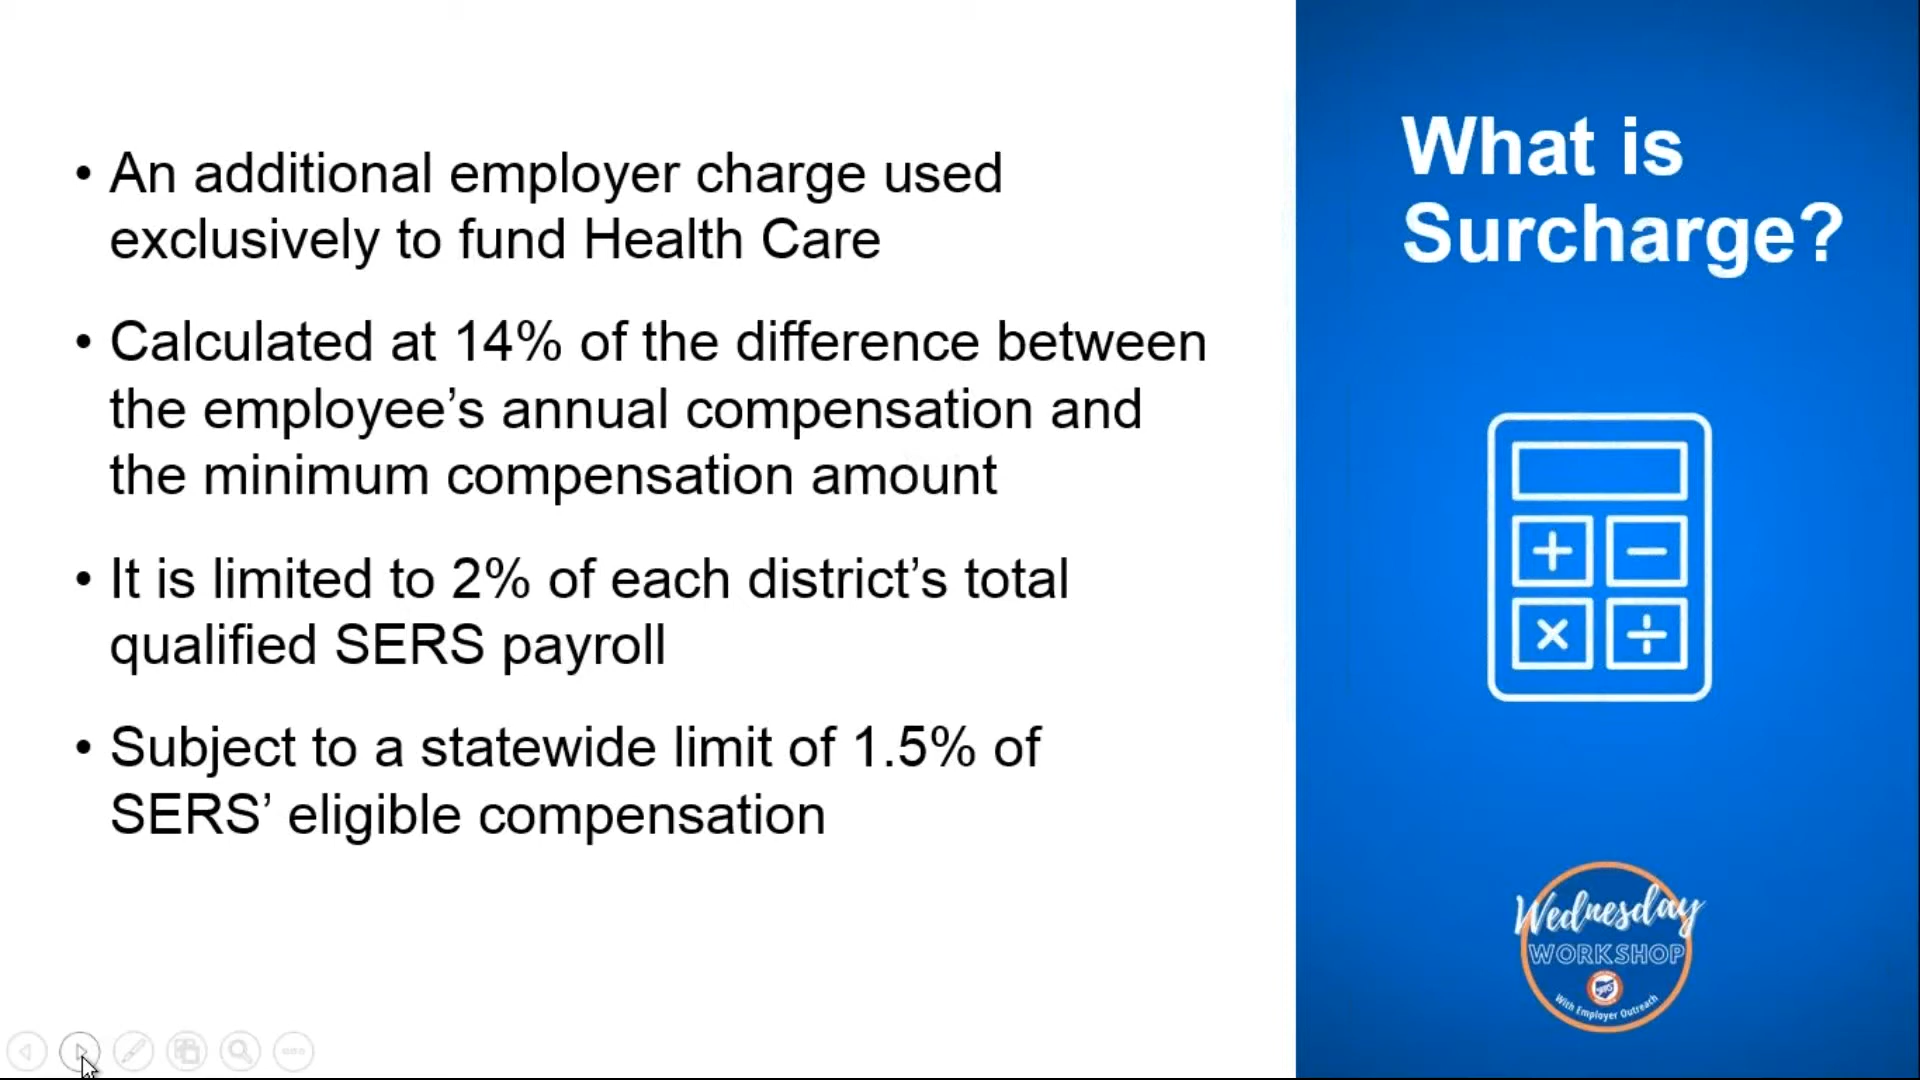 • An additional employer charge used
exclusively to fund Health Care
• Calculated at 14% of the difference between
the employee’s annual compensation and
the minimum compensation amount
• It is limited to 2% of each district’s total
qualified SERS payroll
• Subject to a statewide limit of 1.5% of
SERS’ eligible compensation
What is
Surcharge?
Wednesday
WORKSHOP
With Employer Outreach